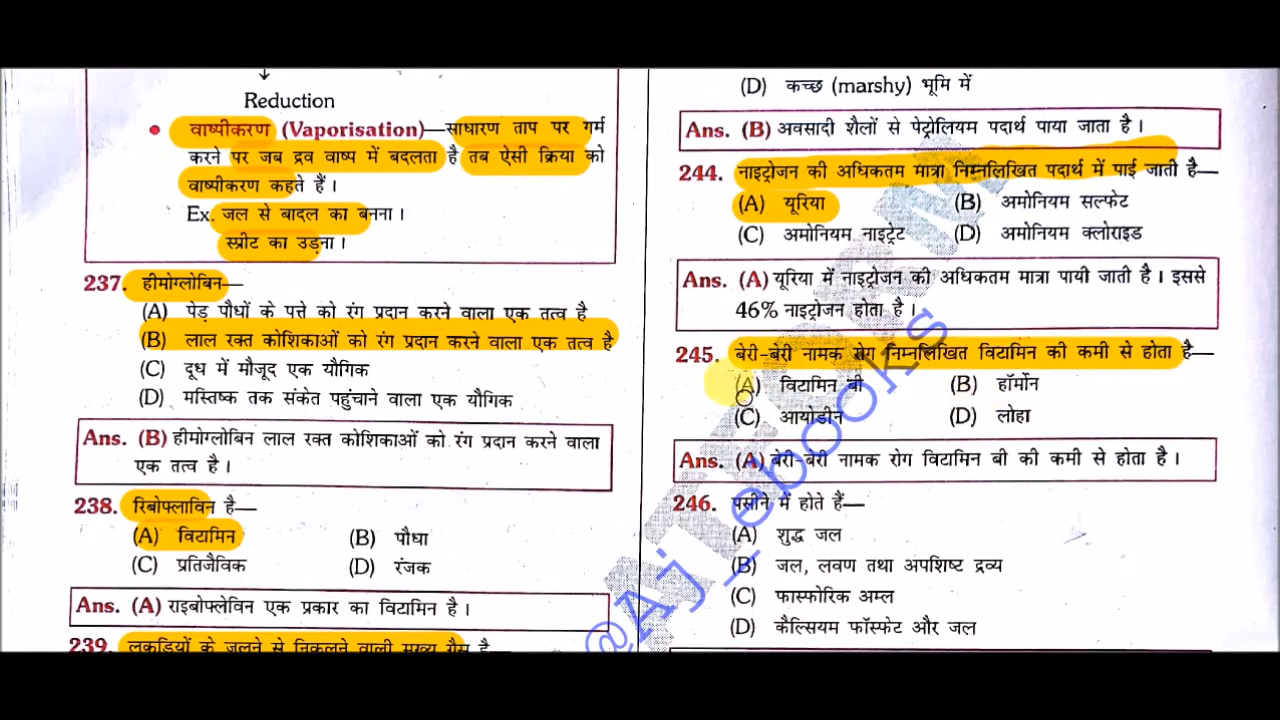 Reduction
• वाष्पीकरण (Vaporisation)—साधारण ताप पर गर्म
करने पर जब द्रव वाष्प में बदलता है तब ऐसी क्रिया को
वाष्पीकरण कहते हैं।
Ex. जल से बादल का बनना।
स्प्रीट का उड़ना।
237. हीमोग्लोबिन—
(A) पेड़ पौधों के पत्ते को रंग प्रदान करने वाला एक तत्व है
(B) लाल रक्त कोशिकाओं को रंग प्रदान करने वाला एक तत्व है
(C) दूध में मौजूद एक यौगिक
(D) मस्तिष्क तक संकेत पहुंचाने वाला एक यौगिक
Ans. (B) हीमोग्लोबिन लाल रक्त कोशिकाओं को रंग प्रदान करने वाला
एक तत्व है।
238. रिबोफ्लाविन है—
(A) विटामिन (B) पौधा
(C) प्रतिजैविक (D) रंजक
Ans. (A) राइबोफ्लेविन एक प्रकार का विटामिन है।
239. लकड़ियों के जलने से निकलने वाली मुख्य गैस है
(D) कच्छ (marshy) भूमि में
Ans. (B) अवसादी शैलों से पेट्रोलियम पदार्थ पाया जाता है।
244. नाइट्रोजन की अधिकतम मात्रा निम्नलिखित पदार्थ में पाई जाती है—
(A) यूरिया (B) अमोनियम सल्फेट
(C) अमोनियम नाइट्रेट (D) अमोनियम क्लोराइड
Ans. (A) यूरिया में नाइट्रोजन की अधिकतम मात्रा पायी जाती है। इससे
46% नाइट्रोजन होता है।
245. बेरी-बेरी नामक रोग निम्नलिखित विटामिन की कमी से होता है—
(A) विटामिन बी (B) हॉर्मोन
(C) आयोडीन (D) लोहा
Ans. (A) बेरी-बेरी नामक रोग विटामिन बी की कमी से होता है।
246. पसीने में होते हैं—
(A) शुद्ध जल
(B) जल, लवण तथा अपशिष्ट द्रव्य
(C) फास्फोरिक अम्ल
(D) कैल्सियम फॉस्फेट और जल
@Aj_ebooks